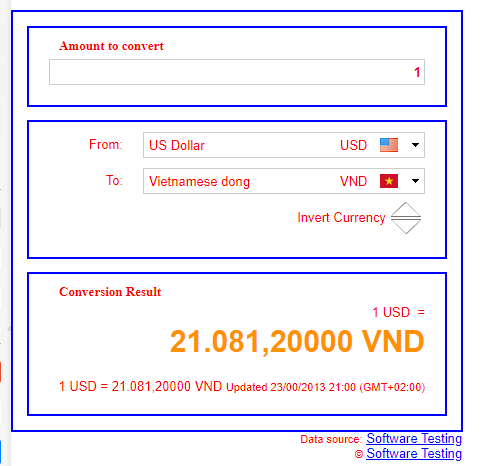 Amount to convert
1
From: US Dollar USD
To: Vietnamese dong VND
Invert Currency
Conversion Result
1 USD =
21.081,20000 VND
1 USD = 21.081,20000 VND Updated 23/00/2013 21:00 (GMT+02:00)
Data source: Software Testing
© Software Testing